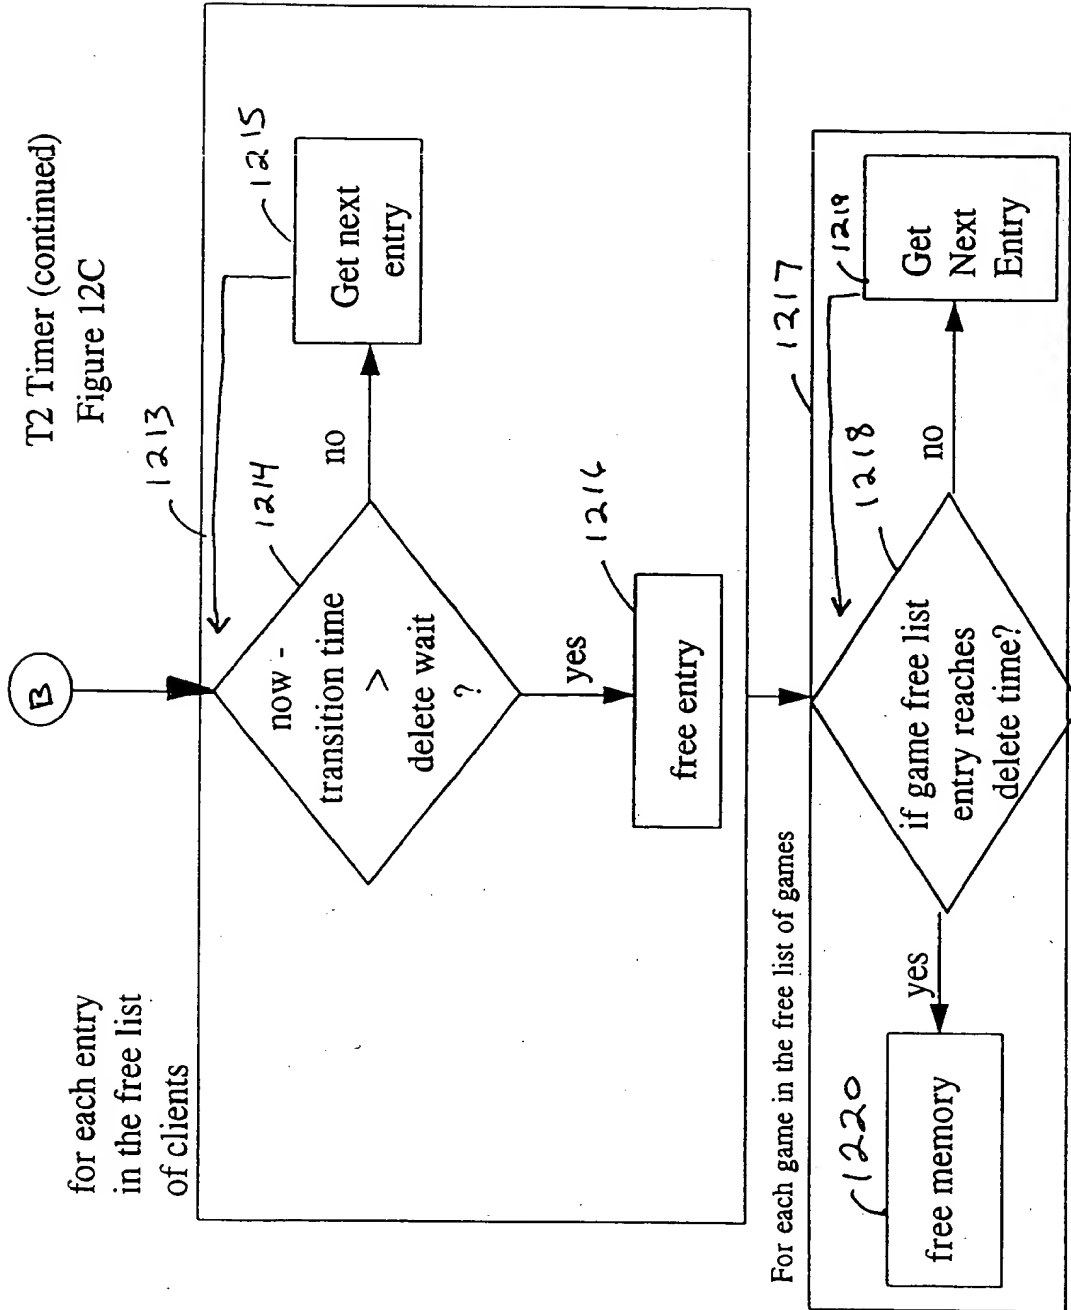 T2 Timer (continued)
Figure 12C
B
for each entry
in the free list
of clients
1213
now -
transition time
>
delete wait
?
1214
no
1215
Get next
entry
yes
1216
free entry
For each game in the free list of games
1217
if game free list
entry reaches
delete time?
1218
no
1219
Get
Next
Entry
yes
1220
free memory